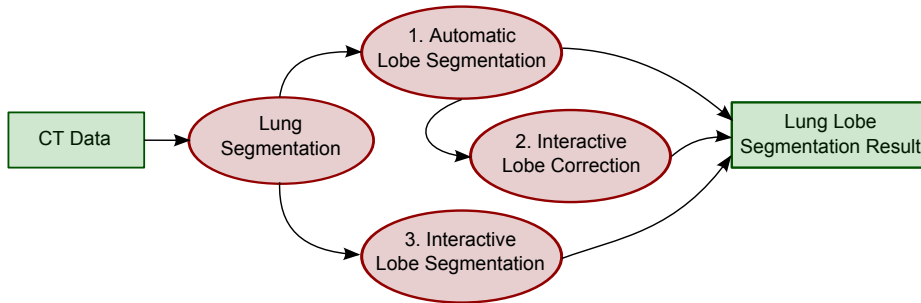 CT Data
Lung
Segmentation
1. Automatic
Lobe Segmentation
2. Interactive
Lobe Correction
3. Interactive
Lobe Segmentation
Lung Lobe
Segmentation Result